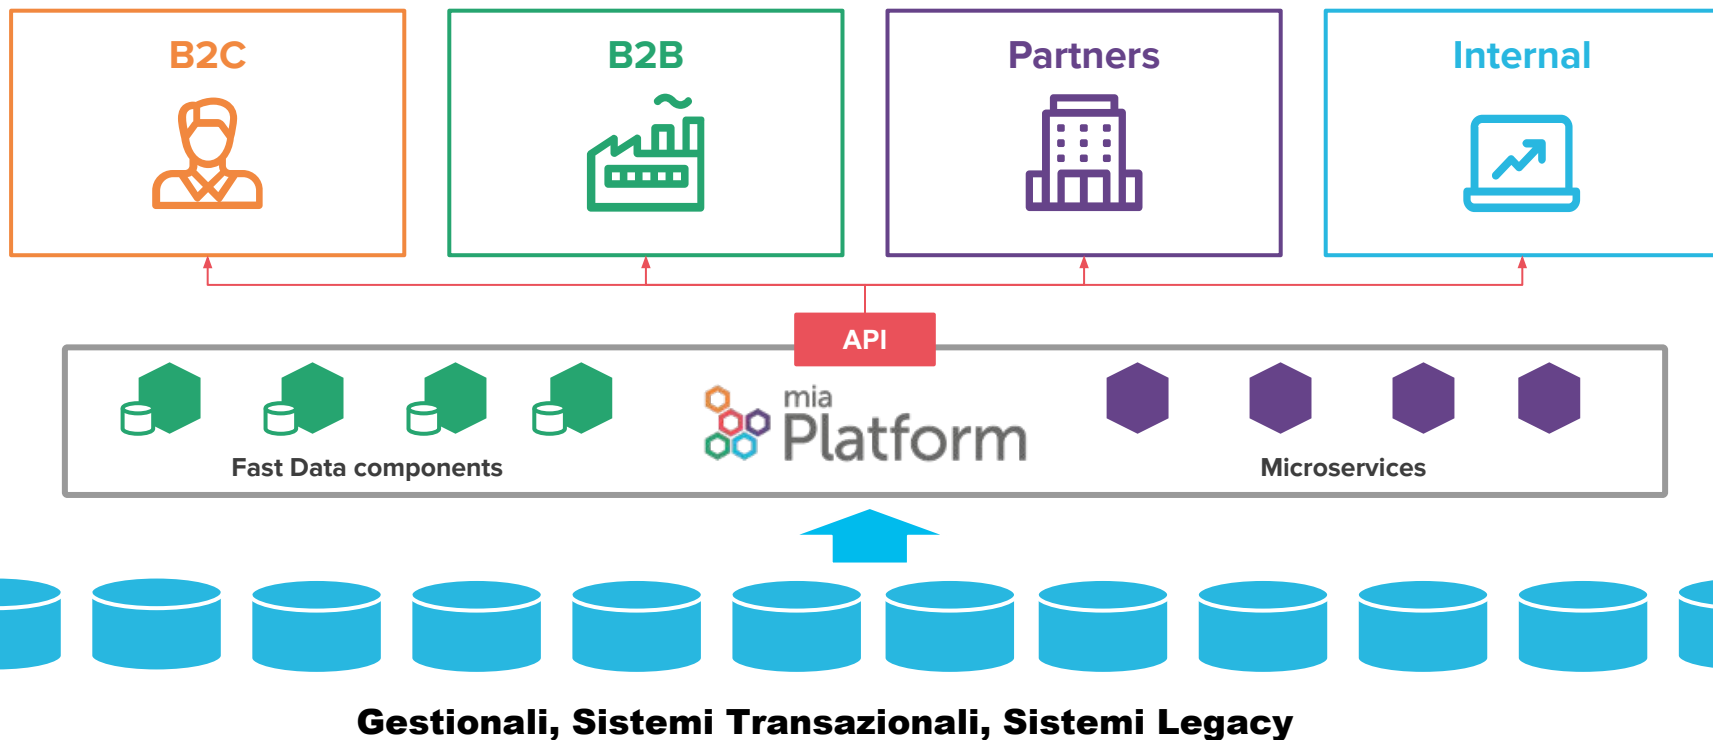 B2C
B2B
Partners
Internal
API
mia
Platform
Fast Data components
Microservices
Gestionali, Sistemi Transazionali, Sistemi Legacy